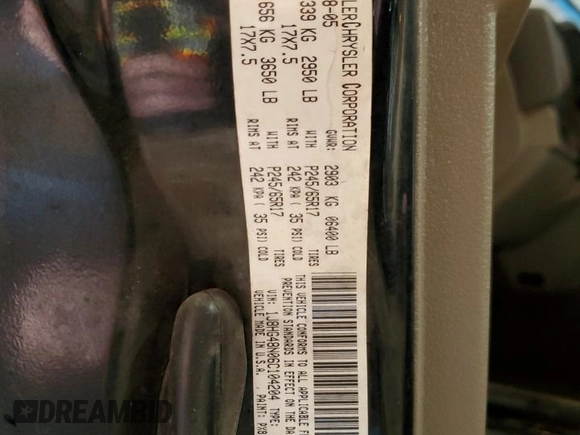 LERCHRYSLER CORPORATION
8-05 GVWR: 2903 KG 06400 LB
339 KG 2950 LB WITH P245/65R17 TIRES
17X7.5 RIMS AT 242 KPA ( 35 PSI) COLD
656 KG 3650 LB WITH P245/65R17 TIRES
17X7.5 RIMS AT 242 KPA ( 35 PSI) COLD
THIS VEHICLE CONFORMS TO ALL APPLICABLE F
PREVENTION STANDARDS IN EFFECT ON THE DA
VIN: 1J8HG48N06C104204 TYPE:
VEHICLE MADE IN U.S.A. PAINT: PX8
DREAMBID